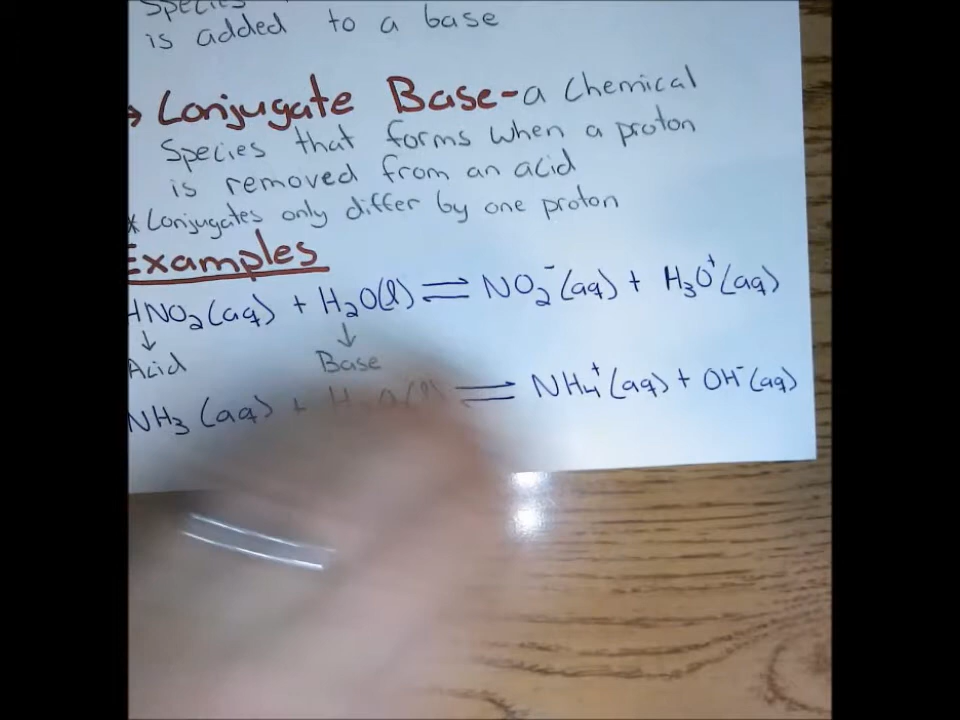 Species
is added to a base
→ Conjugate Base - a chemical
species that forms when a proton
is removed from an acid
* Conjugates only differ by one proton
Examples
HNO₂(aq) + H₂O(l) ⇌ NO₂⁻(aq) + H₃O⁺(aq)
↓ ↓
Acid Base
NH₃ (aq) + H₂O(l) ⇌ NH₄⁺(aq) + OH⁻(aq)